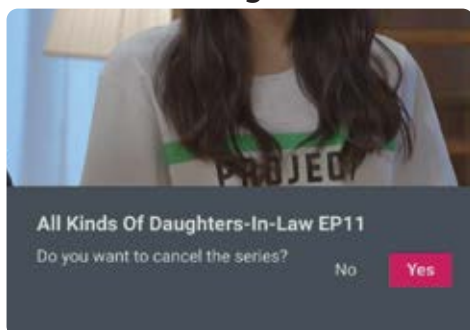 PROJECT
All Kinds Of Daughters-In-Law EP11
Do you want to cancel the series?
No
Yes